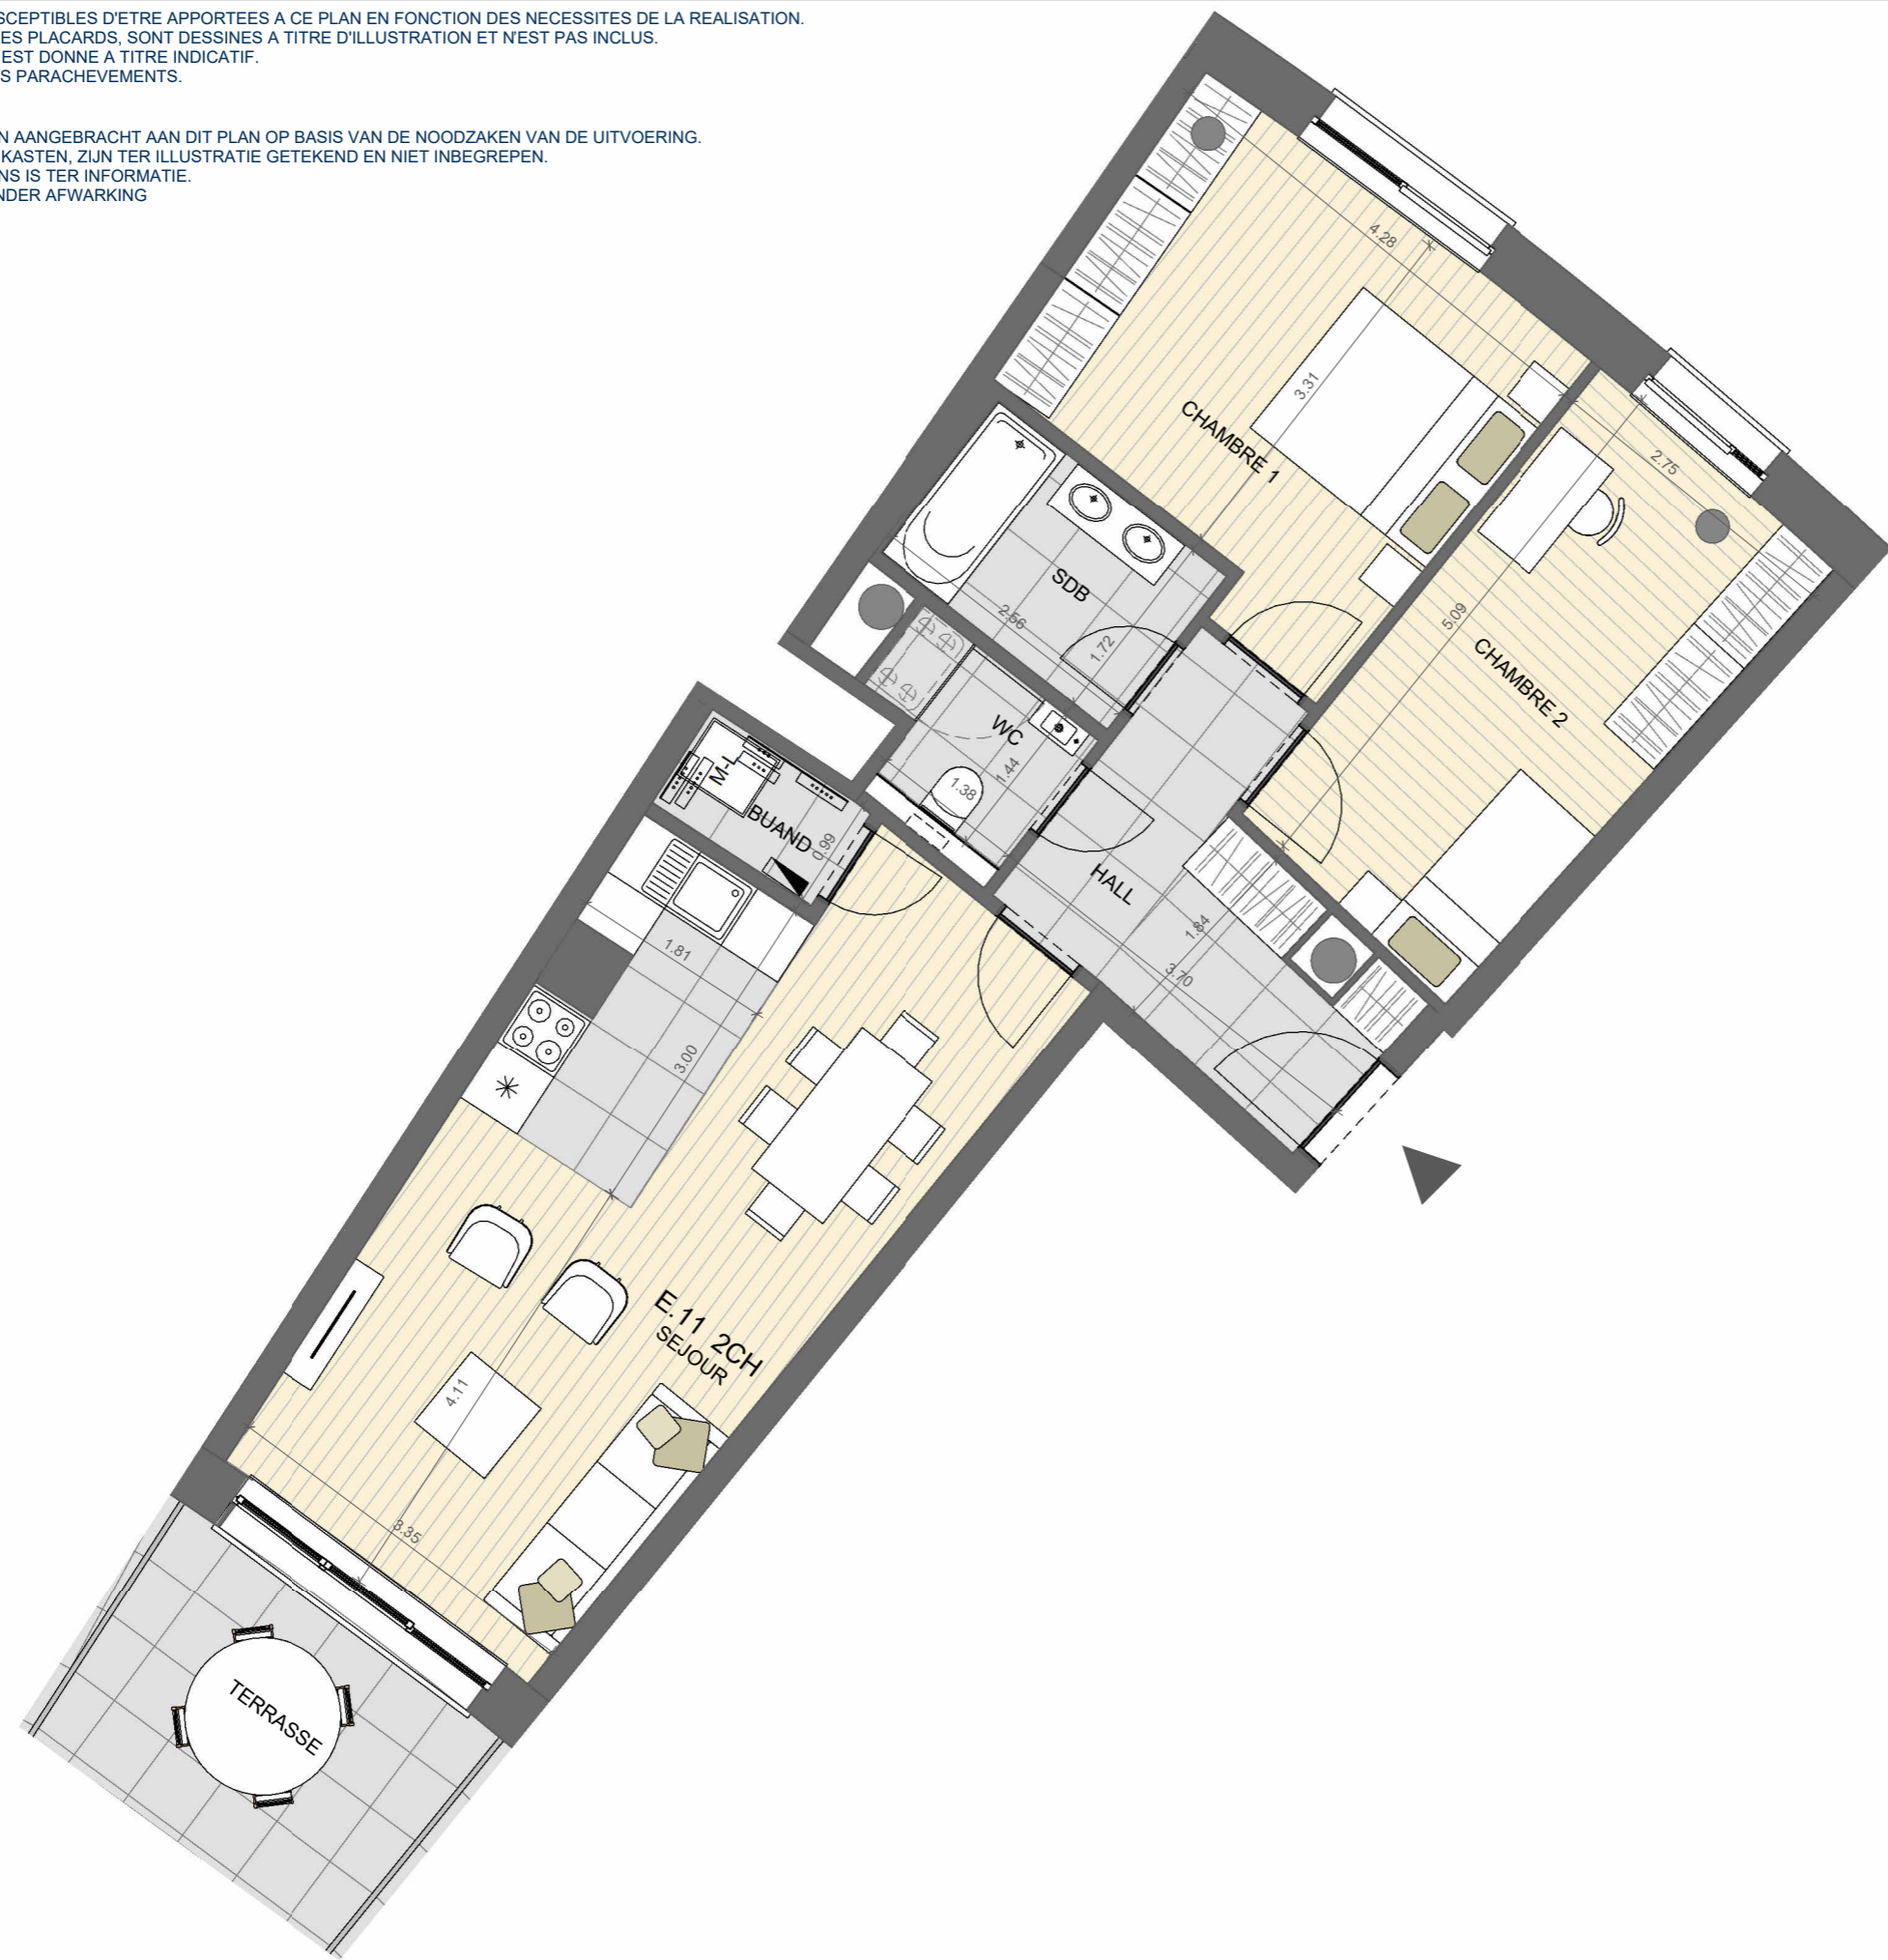 SCEPTIBLES D'ETRE APPORTEES A CE PLAN EN FONCTION DES NECESSITES DE LA REALISATION.
ES PLACARDS, SONT DESSINES A TITRE D'ILLUSTRATION ET N'EST PAS INCLUS.
EST DONNE A TITRE INDICATIF.
S PARACHEVEMENTS.
N AANGEBRACHT AAN DIT PLAN OP BASIS VAN DE NOODZAKEN VAN DE UITVOERING.
KASTEN, ZIJN TER ILLUSTRATIE GETEKEND EN NIET INBEGREPEN.
NS IS TER INFORMATIE.
NDER AFWARKING
4.28
3.31
CHAMBRE 1
2.75
5.09
CHAMBRE 2
SDB
2.56
1.72
WC
1.44
1.38
M-L
BUAND
0.99
HALL
1.84
3.70
1.81
3.00
E.11 2CH
SEJOUR
4.11
3.35
TERRASSE